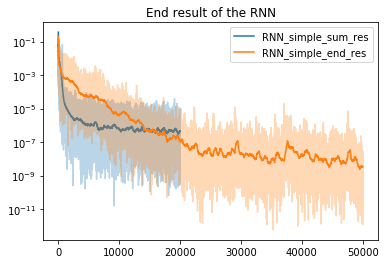 End result of the RNN
RNN_simple_sum_res
RNN_simple_end_res
10⁻¹
10⁻³
10⁻⁵
10⁻⁷
10⁻⁹
10⁻¹¹
0 10000 20000 30000 40000 50000